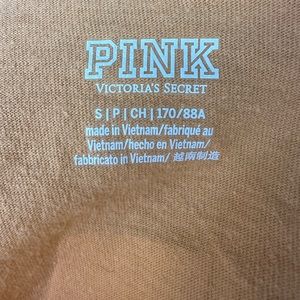 PINK
VICTORIA'S SECRET
S | P | CH | 170/88A
made in Vietnam/fabriqué au
Vietnam/hecho en Vietnam/
fabbricato in Vietnam/ 越南制造